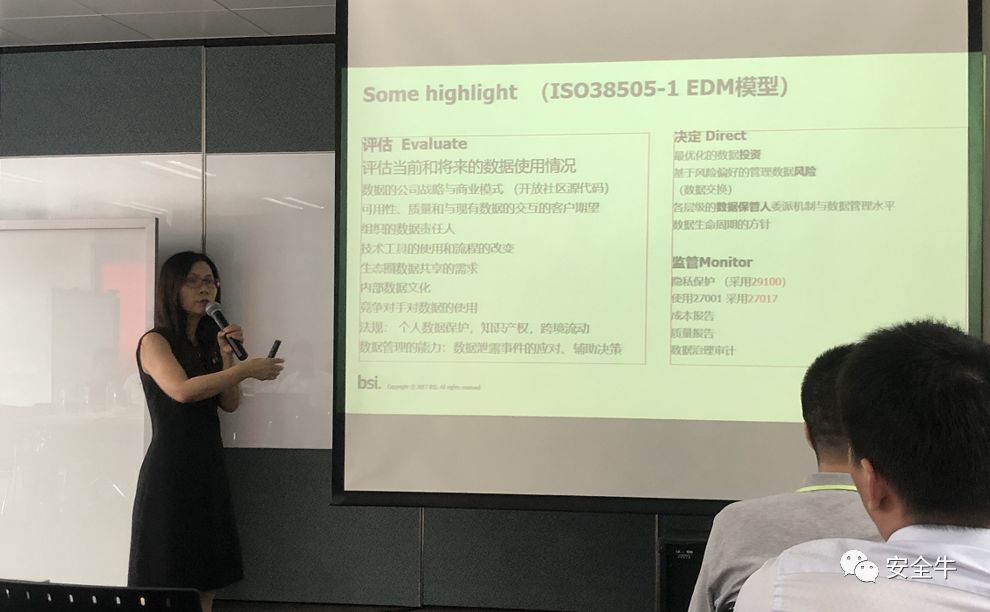 Some highlight （ISO38505-1 EDM模型）
评估 Evaluate
评估当前和将来的数据使用情况
数据的公司战略与商业模式 （开放社区源代码）
可用性、质量和与现有数据的交互的客户期望
组织的数据责任人
技术工具的使用和流程的改变
生态圈数据共享的需求
内部数据文化
竞争对手对数据的使用
法规： 个人数据保护，知识产权，跨境流动
数据管理的能力：数据泄露事件的应对、辅助决策
决定 Direct
最优化的数据投资
基于风险偏好的管理数据风险
（数据交换）
各层级的数据保管人委派机制与数据管理水平
数据生命周期的方针
监管Monitor
隐私保护 （采用29100）
使用27001 采用27017
成本报告
质量报告
数据治理审计
bsi. Copyright © 2017 BSI. All rights reserved
安全牛